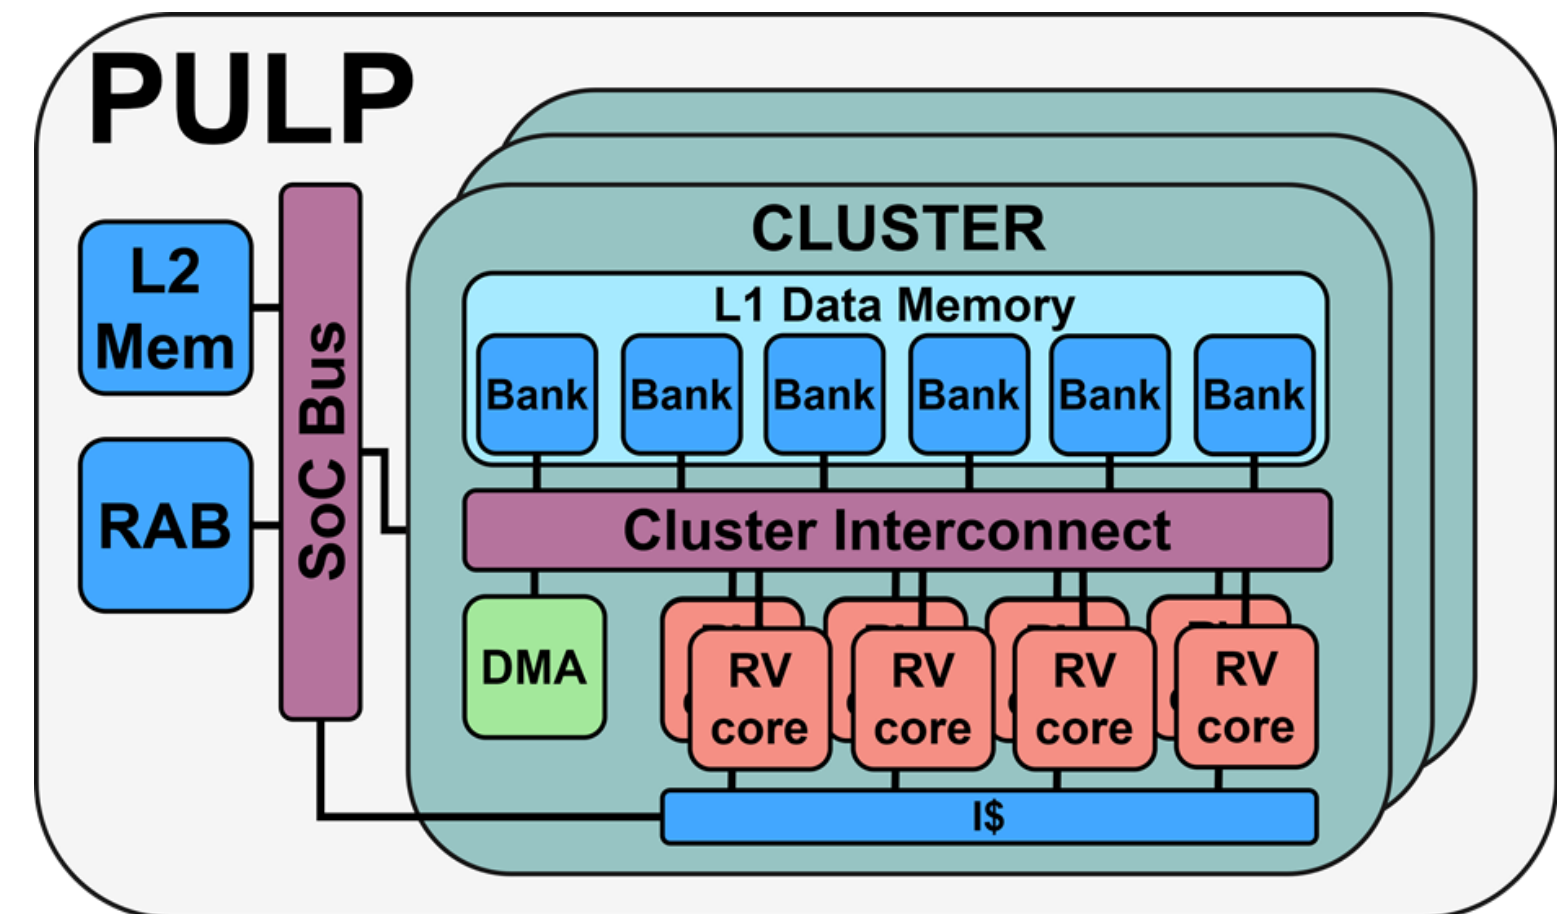 PULP
CLUSTER
L2
Mem
RAB
SoC Bus
L1 Data Memory
Bank Bank Bank Bank Bank Bank
Cluster Interconnect
DMA
RV
core
RV
core
RV
core
RV
core
I$